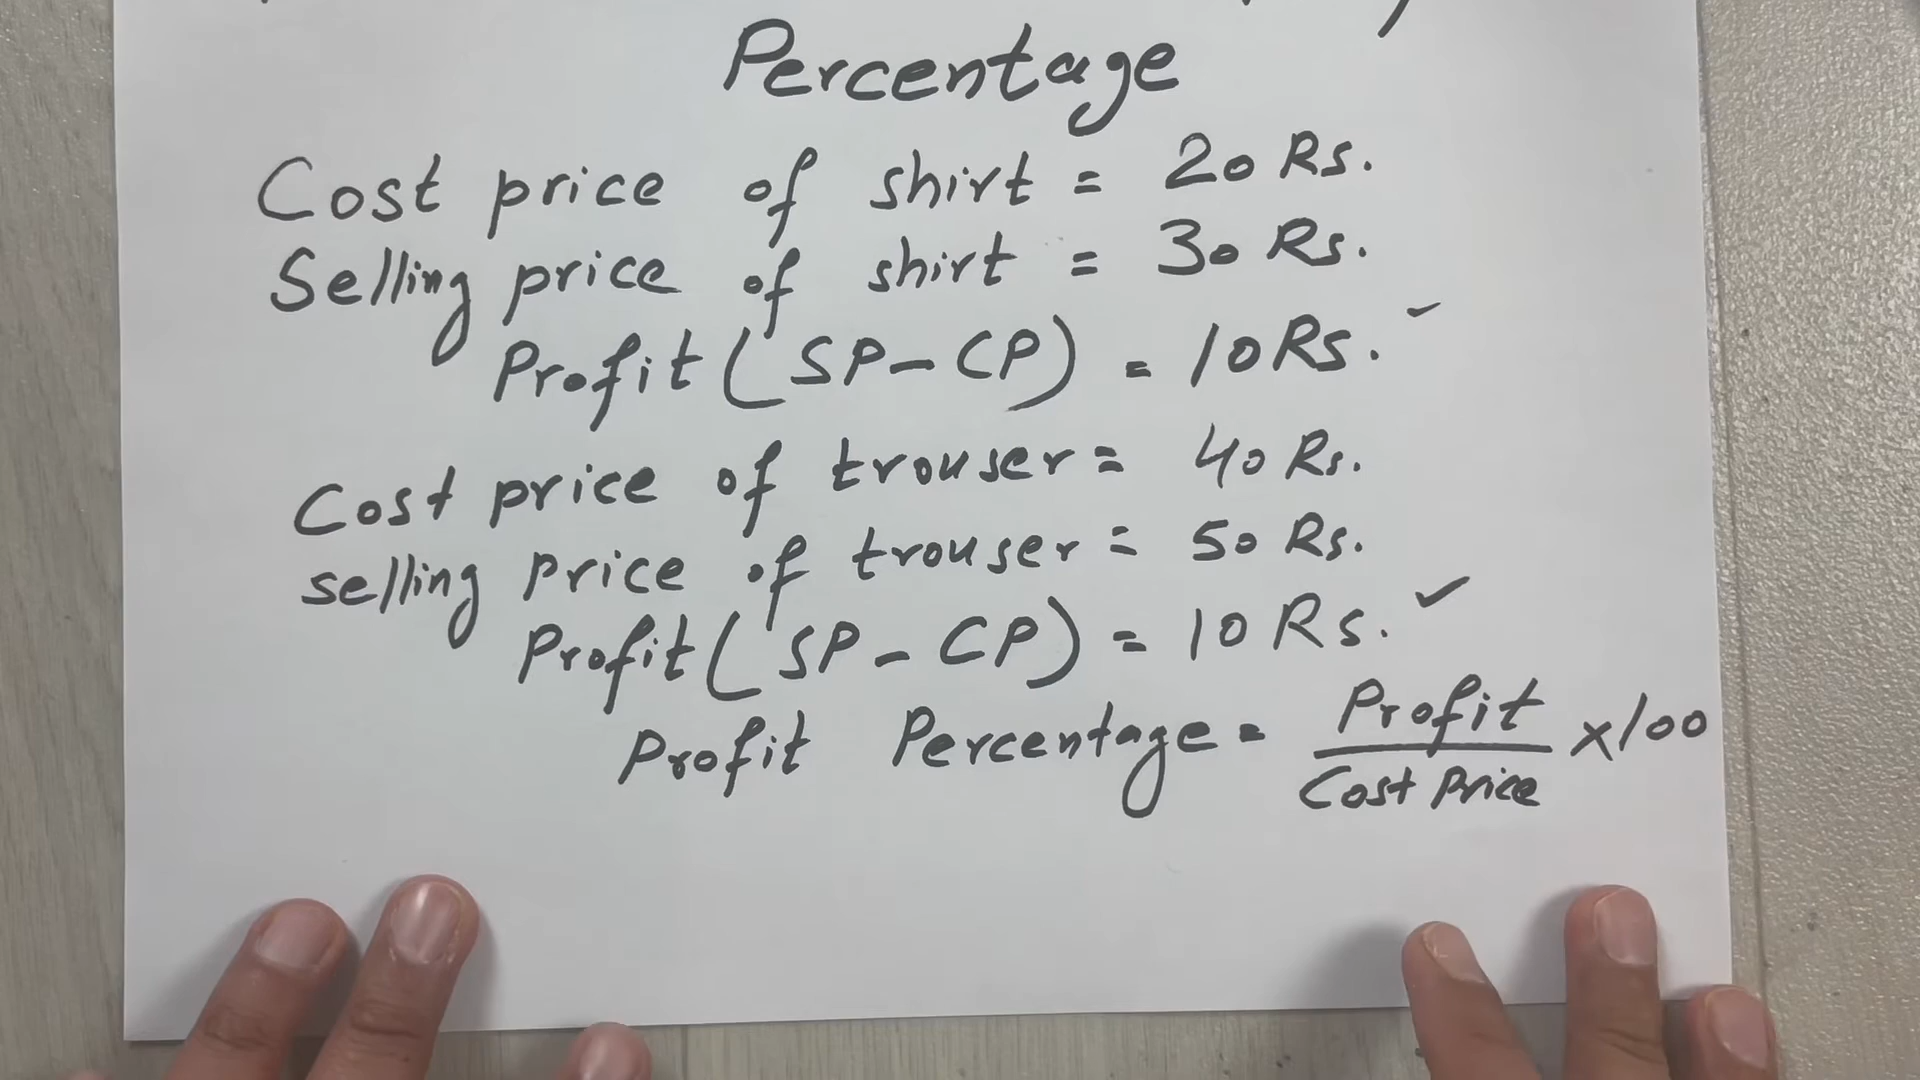 Percentage
Cost price of shirt = 20 Rs.
Selling price of shirt = 30 Rs.
Profit (SP-CP) = 10 Rs.
Cost price of trouser = 40 Rs.
selling price of trouser = 50 Rs.
Profit (SP-CP) = 10 Rs.
Profit Percentage = Profit / Cost Price x100